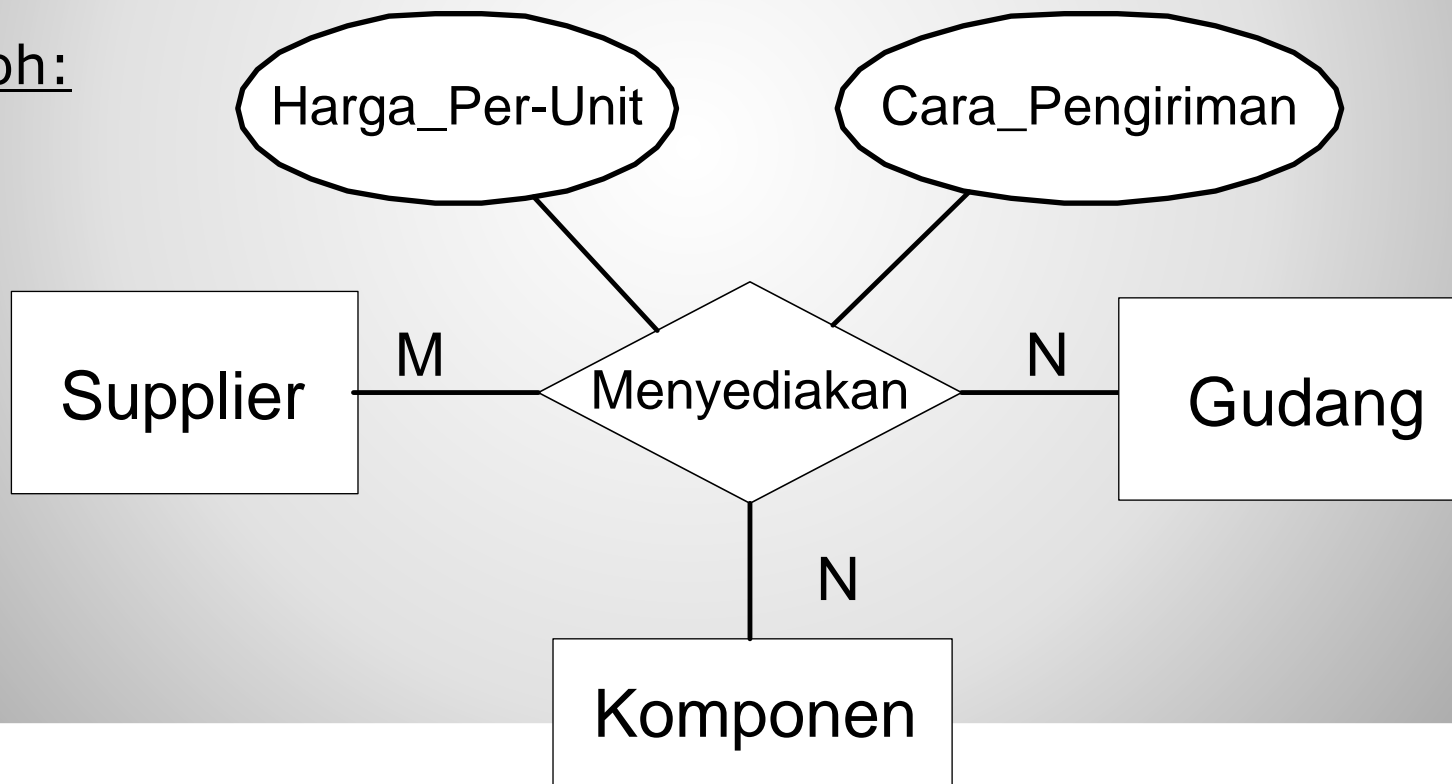 oh:
Harga_Per-Unit
Cara_Pengiriman
Supplier
M
Menyediakan
N
Gudang
N
Komponen